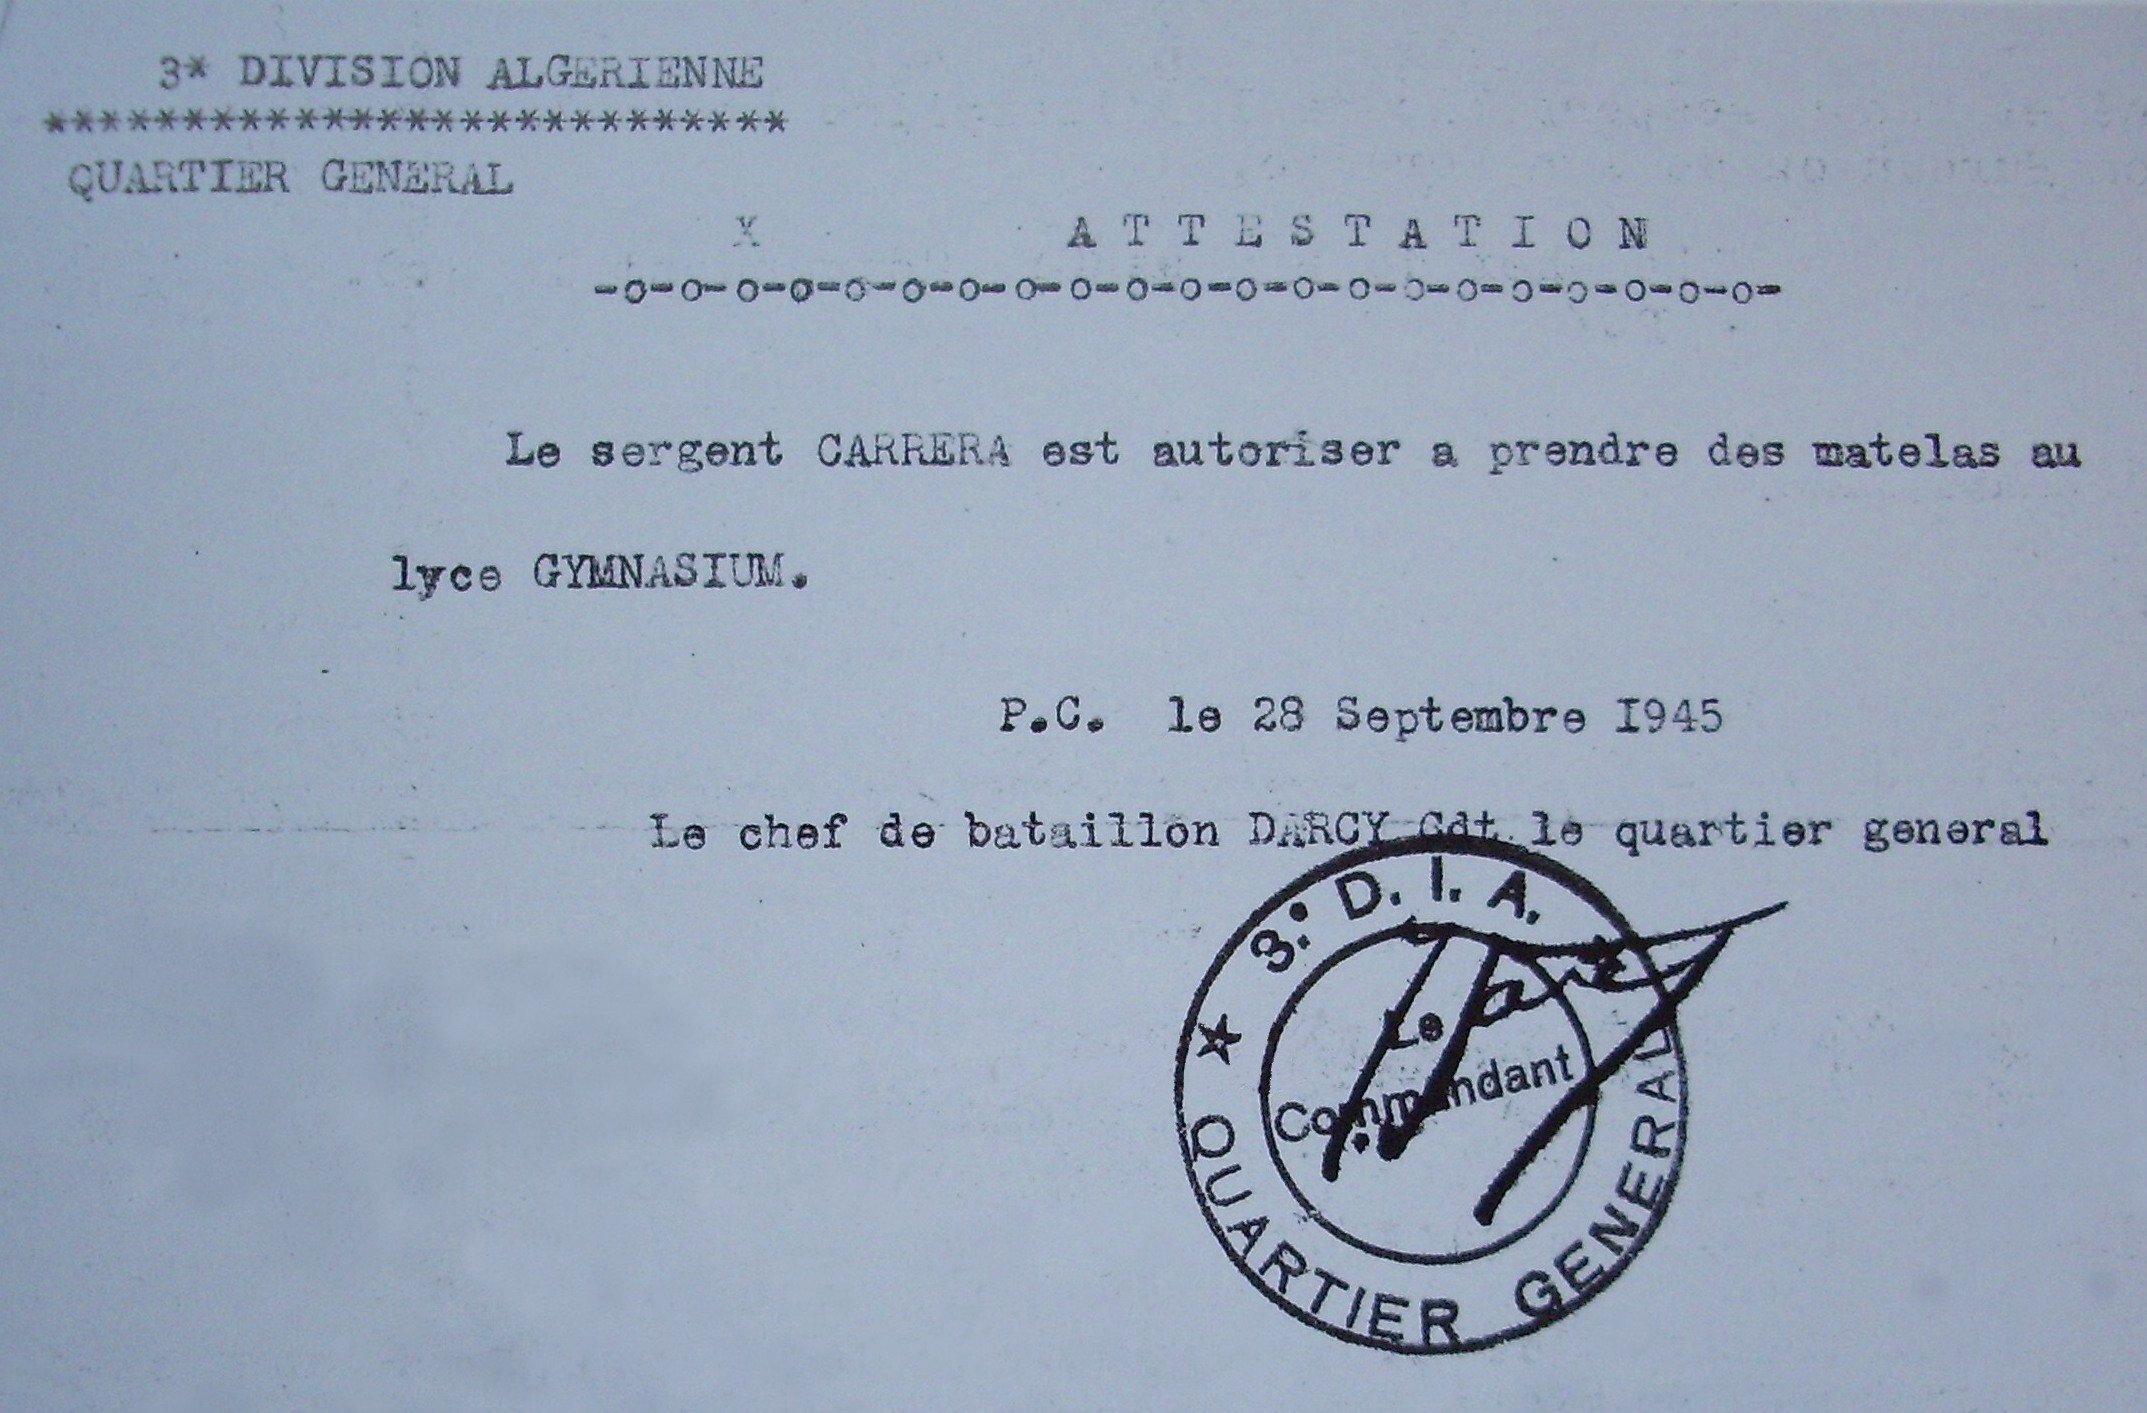 3* DIVISION ALGERIENNE
***************************
QUARTIER GENERAL
X A T T E S T A T I O N
-o-o-o-o-o-o-o-o-o-o-o-o-o-o-o-o-o-o-o-o-o-
Le sergent CARRERA est autoriser a prendre des matelas au
lyce GYMNASIUM.
P.C. le 28 Septembre I945
Le chef de bataillon DARCY Cdt le quartier general
3.e D. I. A.
Le
Commandant
★ QUARTIER GENERAL